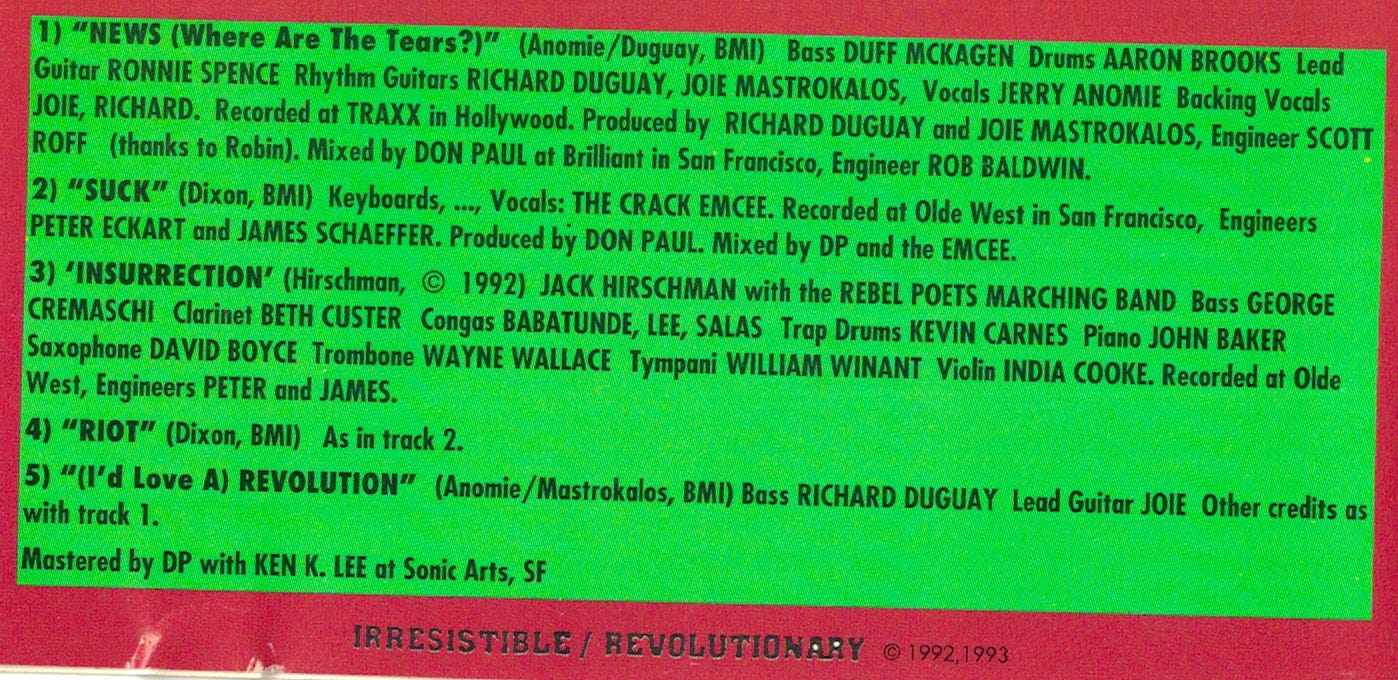 1) “NEWS (Where Are The Tears?)” (Anomie/Duguay, BMI) Bass DUFF MCKAGEN Drums AARON BROOKS Lead
Guitar RONNIE SPENCE Rhythm Guitars RICHARD DUGUAY, JOIE MASTROKALOS, Vocals JERRY ANOMIE Backing Vocals
JOIE, RICHARD. Recorded at TRAXX in Hollywood. Produced by RICHARD DUGUAY and JOIE MASTROKALOS, Engineer SCOTT
ROFF (thanks to Robin). Mixed by DON PAUL at Brilliant in San Francisco, Engineer ROB BALDWIN.
2) “SUCK” (Dixon, BMI) Keyboards, ..., Vocals: THE CRACK EMCEE. Recorded at Olde West in San Francisco, Engineers
PETER ECKART and JAMES SCHAEFFER. Produced by DON PAUL. Mixed by DP and the EMCEE.
3) ‘INSURRECTION’ (Hirschman, © 1992) JACK HIRSCHMAN with the REBEL POETS MARCHING BAND Bass GEORGE
CREMASCHI Clarinet BETH CUSTER Congas BABATUNDE, LEE, SALAS Trap Drums KEVIN CARNES Piano JOHN BAKER
Saxophone DAVID BOYCE Trombone WAYNE WALLACE Tympani WILLIAM WINANT Violin INDIA COOKE. Recorded at Olde
West, Engineers PETER and JAMES.
4) “RIOT” (Dixon, BMI) As in track 2.
5) “(I’d Love A) REVOLUTION” (Anomie/Mastrokalos, BMI) Bass RICHARD DUGUAY Lead Guitar JOIE Other credits as
with track 1.
Mastered by DP with KEN K. LEE at Sonic Arts, SF
IRRESISTIBLE / REVOLUTIONARY © 1992,1993